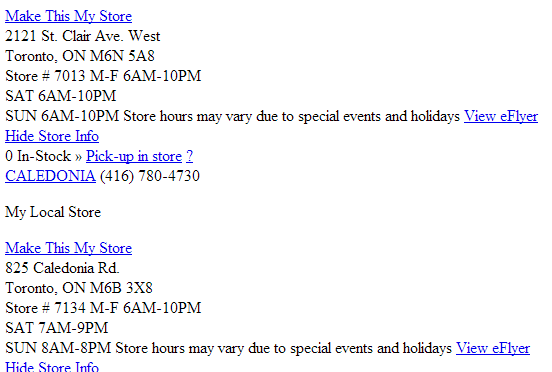 Make This My Store
2121 St. Clair Ave. West
Toronto, ON M6N 5A8
Store # 7013 M-F 6AM-10PM
SAT 6AM-10PM
SUN 6AM-10PM Store hours may vary due to special events and holidays View eFlyer
Hide Store Info
0 In-Stock » Pick-up in store ?
CALEDONIA (416) 780-4730
My Local Store
Make This My Store
825 Caledonia Rd.
Toronto, ON M6B 3X8
Store # 7134 M-F 6AM-10PM
SAT 7AM-9PM
SUN 8AM-8PM Store hours may vary due to special events and holidays View eFlyer
Hide Store Info